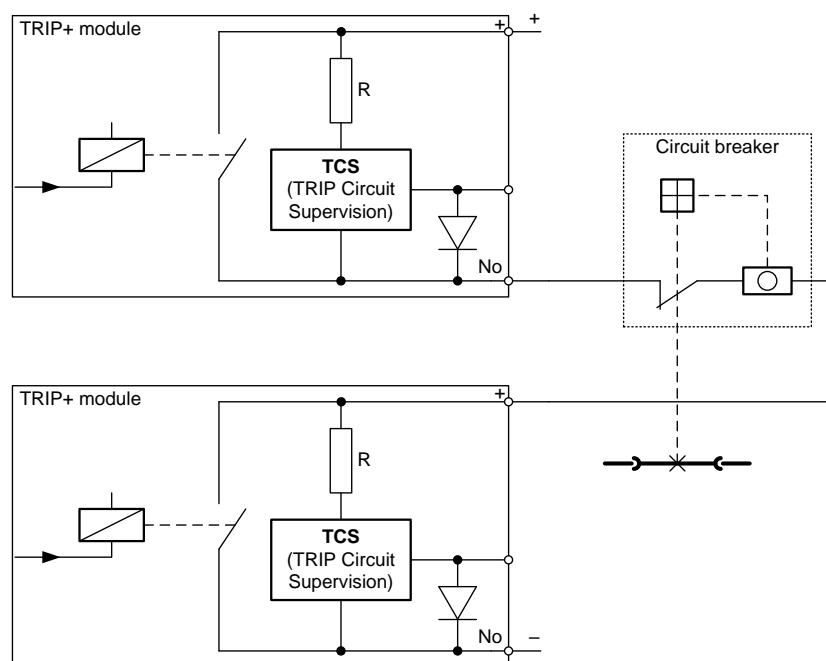 TRIP+ module
+
+
R
TCS
(TRIP Circuit
Supervision)
No
Circuit breaker
TRIP+ module
+
R
TCS
(TRIP Circuit
Supervision)
No
–